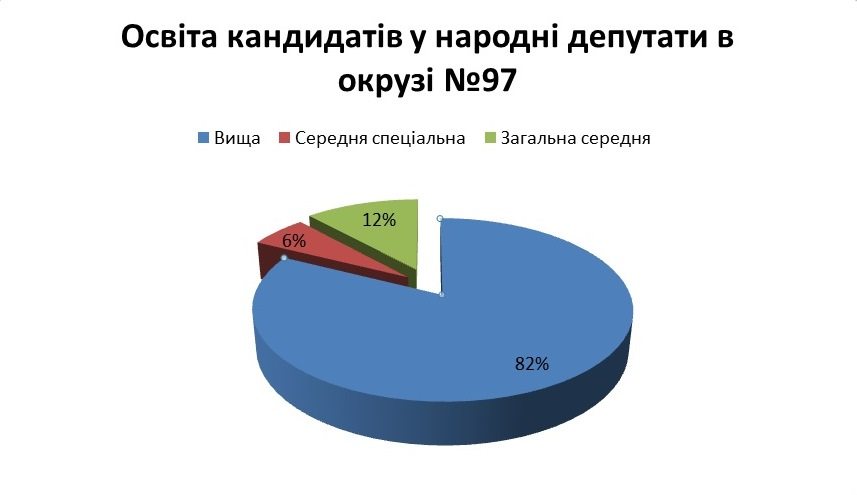 Освіта кандидатів у народні депутати в
окрузі №97
Вища Середня спеціальна Загальна середня
12%
6%
82%